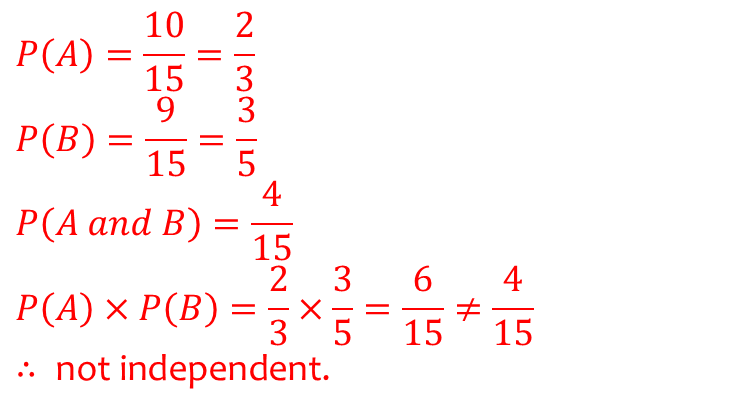 P(A) = 10/15 = 2/3
P(B) = 9/15 = 3/5
P(A and B) = 4/15
P(A) × P(B) = 2/3 × 3/5 = 6/15 ≠ 4/15
∴ not independent.